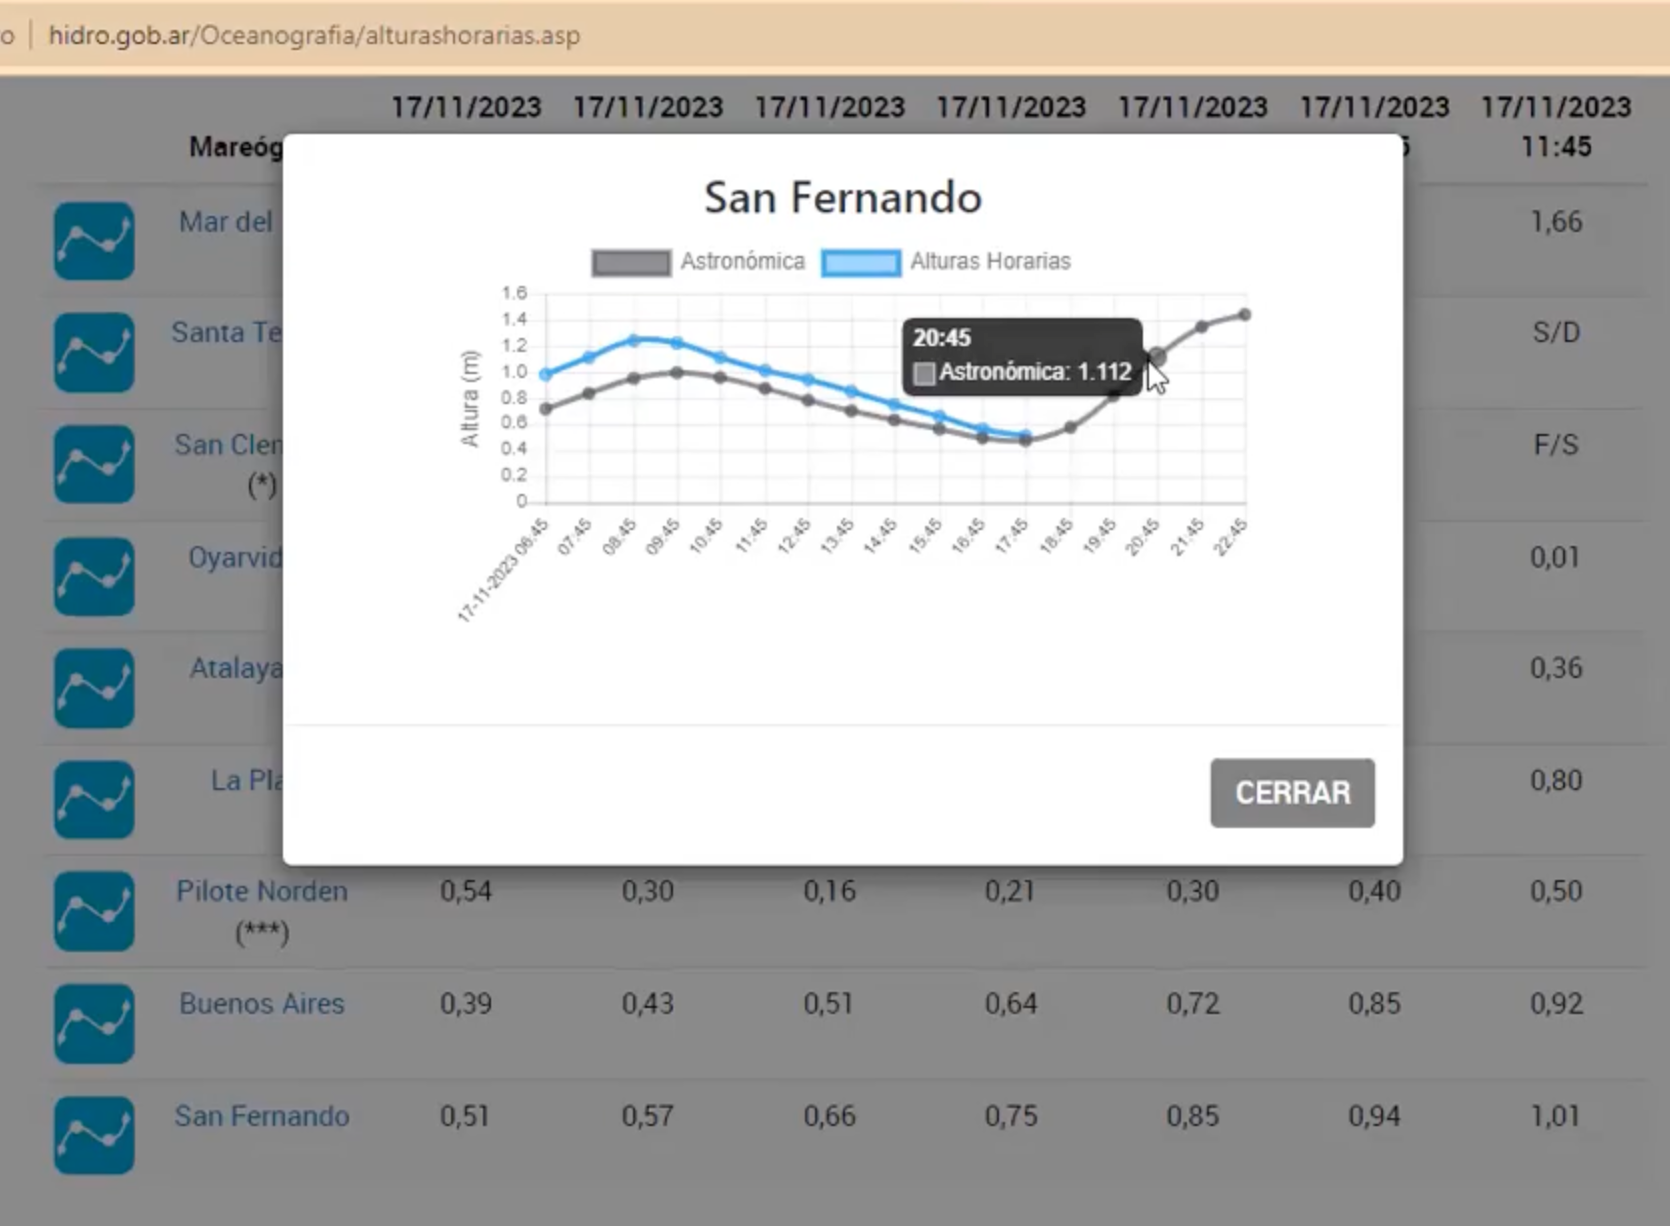 o | hidro.gob.ar/Oceanografia/alturashorarias.asp
17/11/2023 17/11/2023 17/11/2023 17/11/2023 17/11/2023 17/11/2023 17/11/2023
Mareóg 11:45
San Fernando
Astronómica Alturas Horarias
Altura (m)
1.6
1.4
1.2
1.0
0.8
0.6
0.4
0.2
0
20:45
Astronómica: 1.112
17-11-2023 06:45 07:45 08:45 09:45 10:45 11:45 12:45 13:45 14:45 15:45 16:45 17:45 18:45 19:45 20:45 21:45 22:45
CERRAR
Mar del 1,66
Santa Te S/D
San Clen F/S
(*)
Oyarvid 0,01
Atalaya 0,36
La Pla 0,80
Pilote Norden 0,54 0,30 0,16 0,21 0,30 0,40 0,50
(***)
Buenos Aires 0,39 0,43 0,51 0,64 0,72 0,85 0,92
San Fernando 0,51 0,57 0,66 0,75 0,85 0,94 1,01